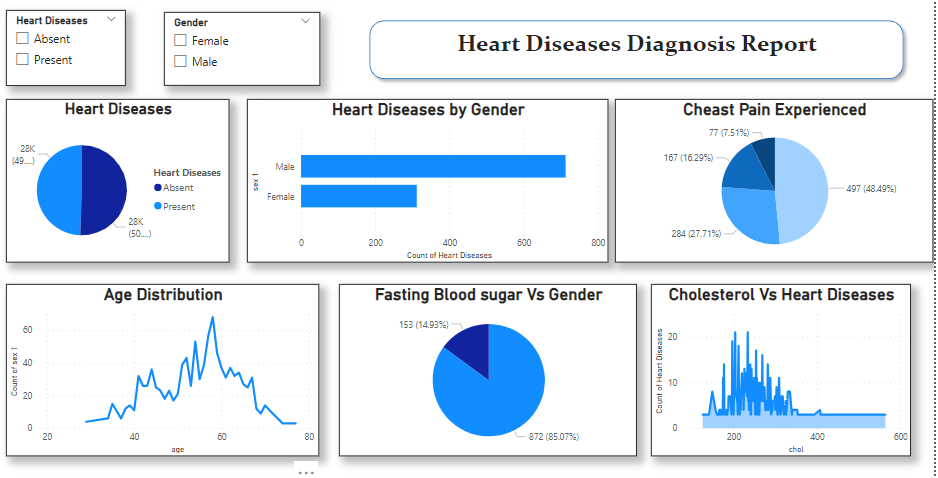 Heart Diseases
Absent
Present
Gender
Female
Male
Heart Diseases Diagnosis Report
Heart Diseases
28K
(49....)
28K
(50....)
Heart Diseases
Absent
Present
Heart Diseases by Gender
sex 1
Male
Female
0 200 400 600 800
Count of Heart Diseases
Cheast Pain Experienced
77 (7.51%)
167 (16.29%)
284 (27.71%)
497 (48.49%)
Age Distribution
Count of sex 1
60
40
20
0
20 40 60 80
age
Fasting Blood sugar Vs Gender
153 (14.93%)
872 (85.07%)
Cholesterol Vs Heart Diseases
Count of Heart Diseases
20
10
0
200 400 600
chol
...